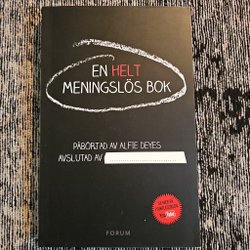 EN HELT
MENINGSLÖS BOK
PÅBÖRJAD AV ALFIE DEYES
AVSLUTAD AV
FORUM